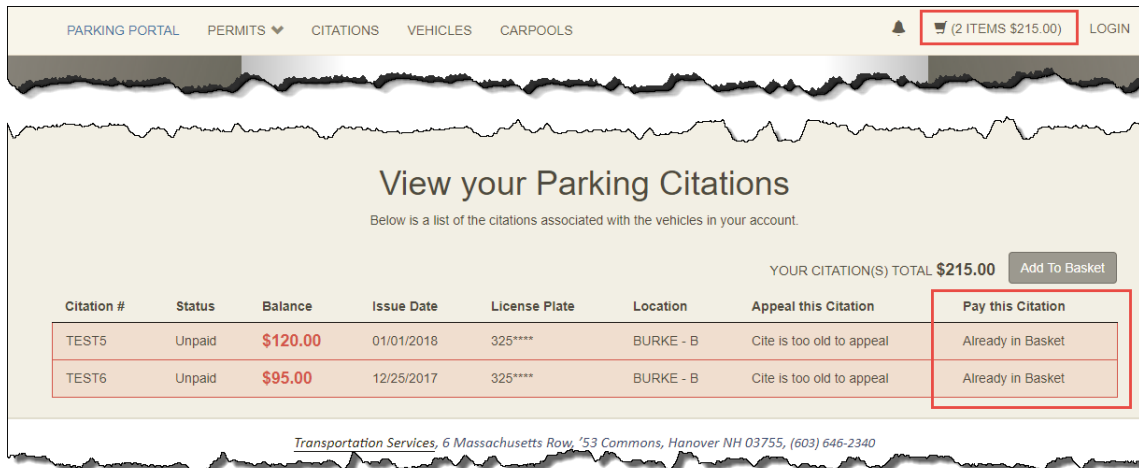 PARKING PORTAL PERMITS CITATIONS VEHICLES CARPOOLS (2 ITEMS $215.00) LOGIN
View your Parking Citations
Below is a list of the citations associated with the vehicles in your account.
YOUR CITATION(S) TOTAL $215.00 Add To Basket
Citation # Status Balance Issue Date License Plate Location Appeal this Citation Pay this Citation
TEST5 Unpaid $120.00 01/01/2018 325**** BURKE - B Cite is too old to appeal Already in Basket
TEST6 Unpaid $95.00 12/25/2017 325**** BURKE - B Cite is too old to appeal Already in Basket
Transportation Services, 6 Massachusetts Row, '53 Commons, Hanover NH 03755, (603) 646-2340